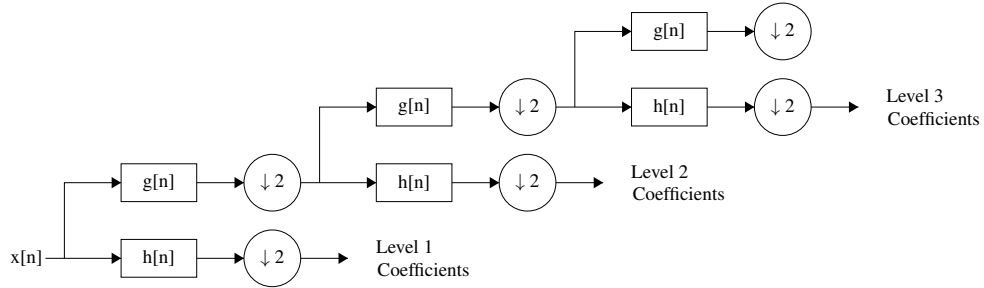 g[n]
↓ 2
g[n]
↓ 2
h[n]
↓ 2
Level 3
Coefficients
g[n]
↓ 2
h[n]
↓ 2
Level 2
Coefficients
x[n]
h[n]
↓ 2
Level 1
Coefficients